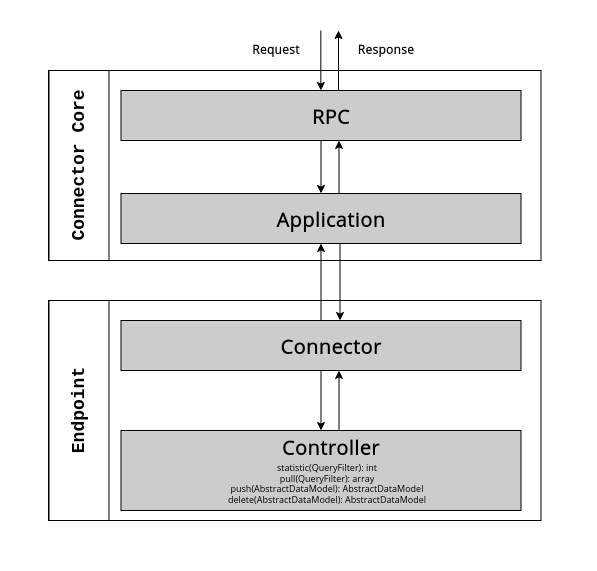 Request
Response
Connector Core
RPC
Application
Endpoint
Connector
Controller
statistic(QueryFilter): int
pull(QueryFilter): array
push(AbstractDataModel): AbstractDataModel
delete(AbstractDataModel): AbstractDataModel